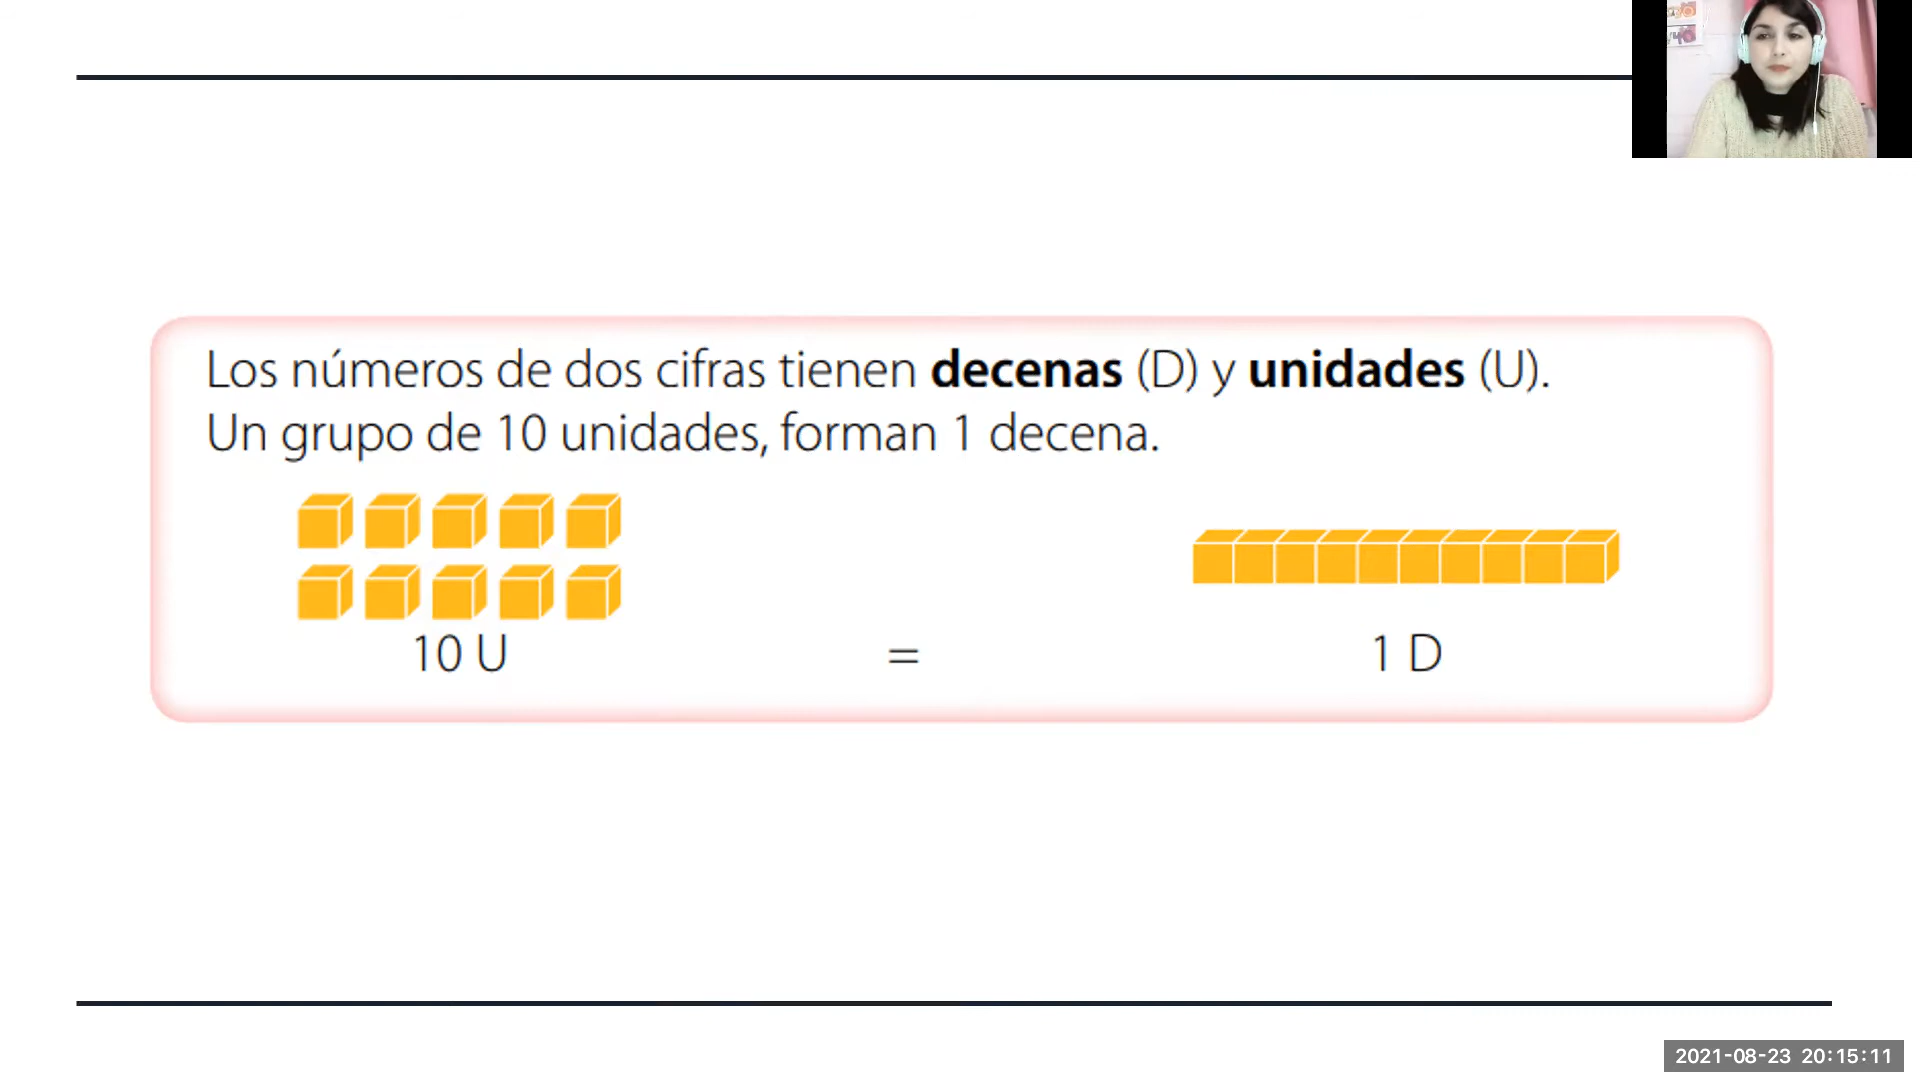 Los números de dos cifras tienen decenas (D) y unidades (U).
Un grupo de 10 unidades, forman 1 decena.
10 U = 1 D
2021-08-23 20:15:11